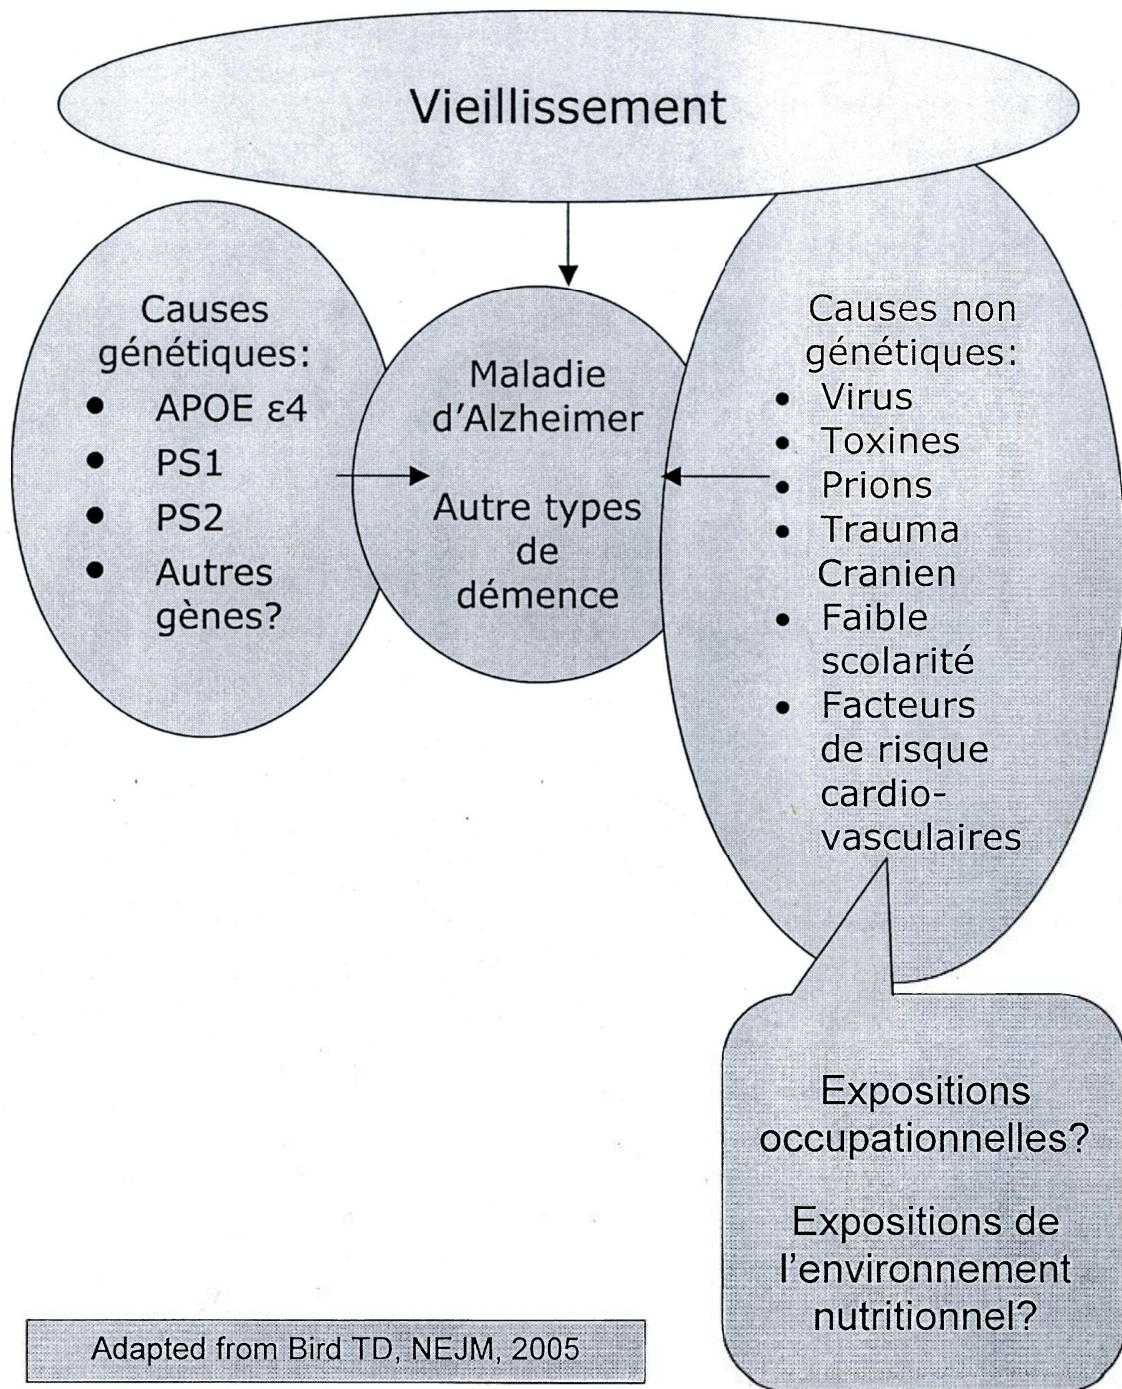 Vieillissement
Causes
génétiques:
● APOE ε4
● PS1
● PS2
● Autres
gènes?
Maladie
d'Alzheimer
Autre types
de
démence
Causes non
génétiques:
● Virus
● Toxines
● Prions
● Trauma
Cranien
● Faible
scolarité
● Facteurs
de risque
cardio-
vasculaires
Expositions
occupationnelles?
Expositions de
l'environnement
nutritionnel?
Adapted from Bird TD, NEJM, 2005